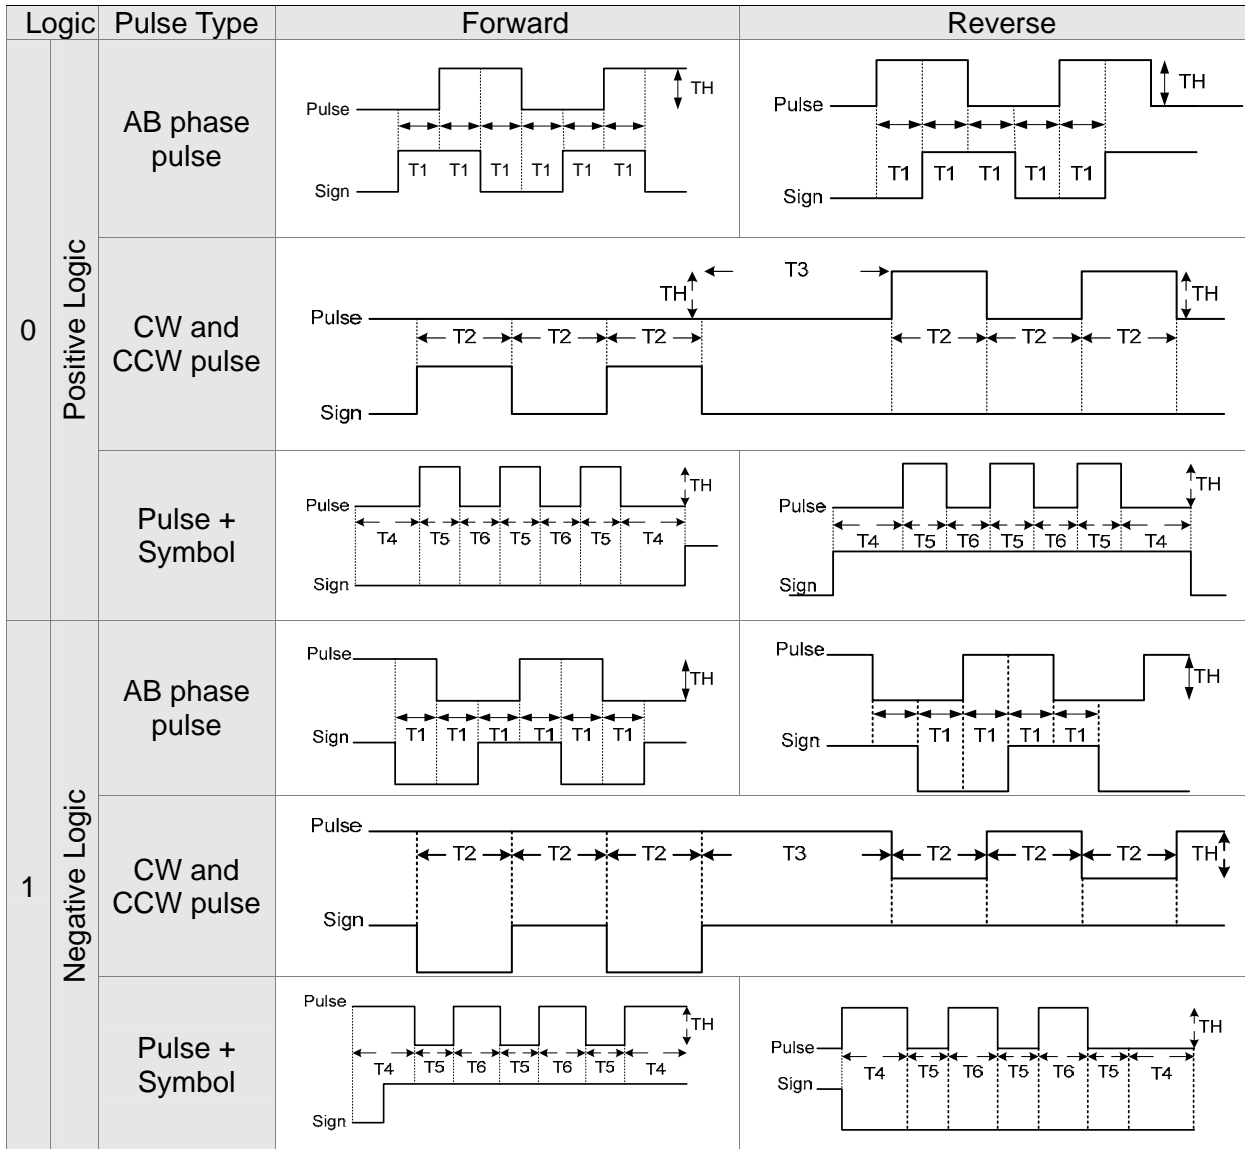 Logic Pulse Type Forward Reverse
0
Positive Logic
AB phase
pulse
Pulse
TH
T1 T1 T1 T1 T1 T1
Sign
Pulse
TH
T1 T1 T1 T1 T1
Sign
CW and
CCW pulse
T3
TH TH
Pulse
T2 T2 T2 T2 T2 T2
Sign
Pulse +
Symbol
Pulse
TH
T4 T5 T6 T5 T6 T5 T4
Sign
Pulse
TH
T4 T5 T6 T5 T6 T5 T4
Sign
1
Negative Logic
AB phase
pulse
Pulse
TH
Sign
T1 T1 T1 T1 T1 T1
Pulse
TH
Sign
T1 T1 T1 T1
CW and
CCW pulse
Pulse
T2 T2 T2 T3 T2 T2 T2 TH
Sign
Pulse +
Symbol
Pulse
TH
T4 T5 T6 T5 T6 T5 T4
Sign
TH
Pulse
T4 T5 T6 T5 T6 T5 T4
Sign